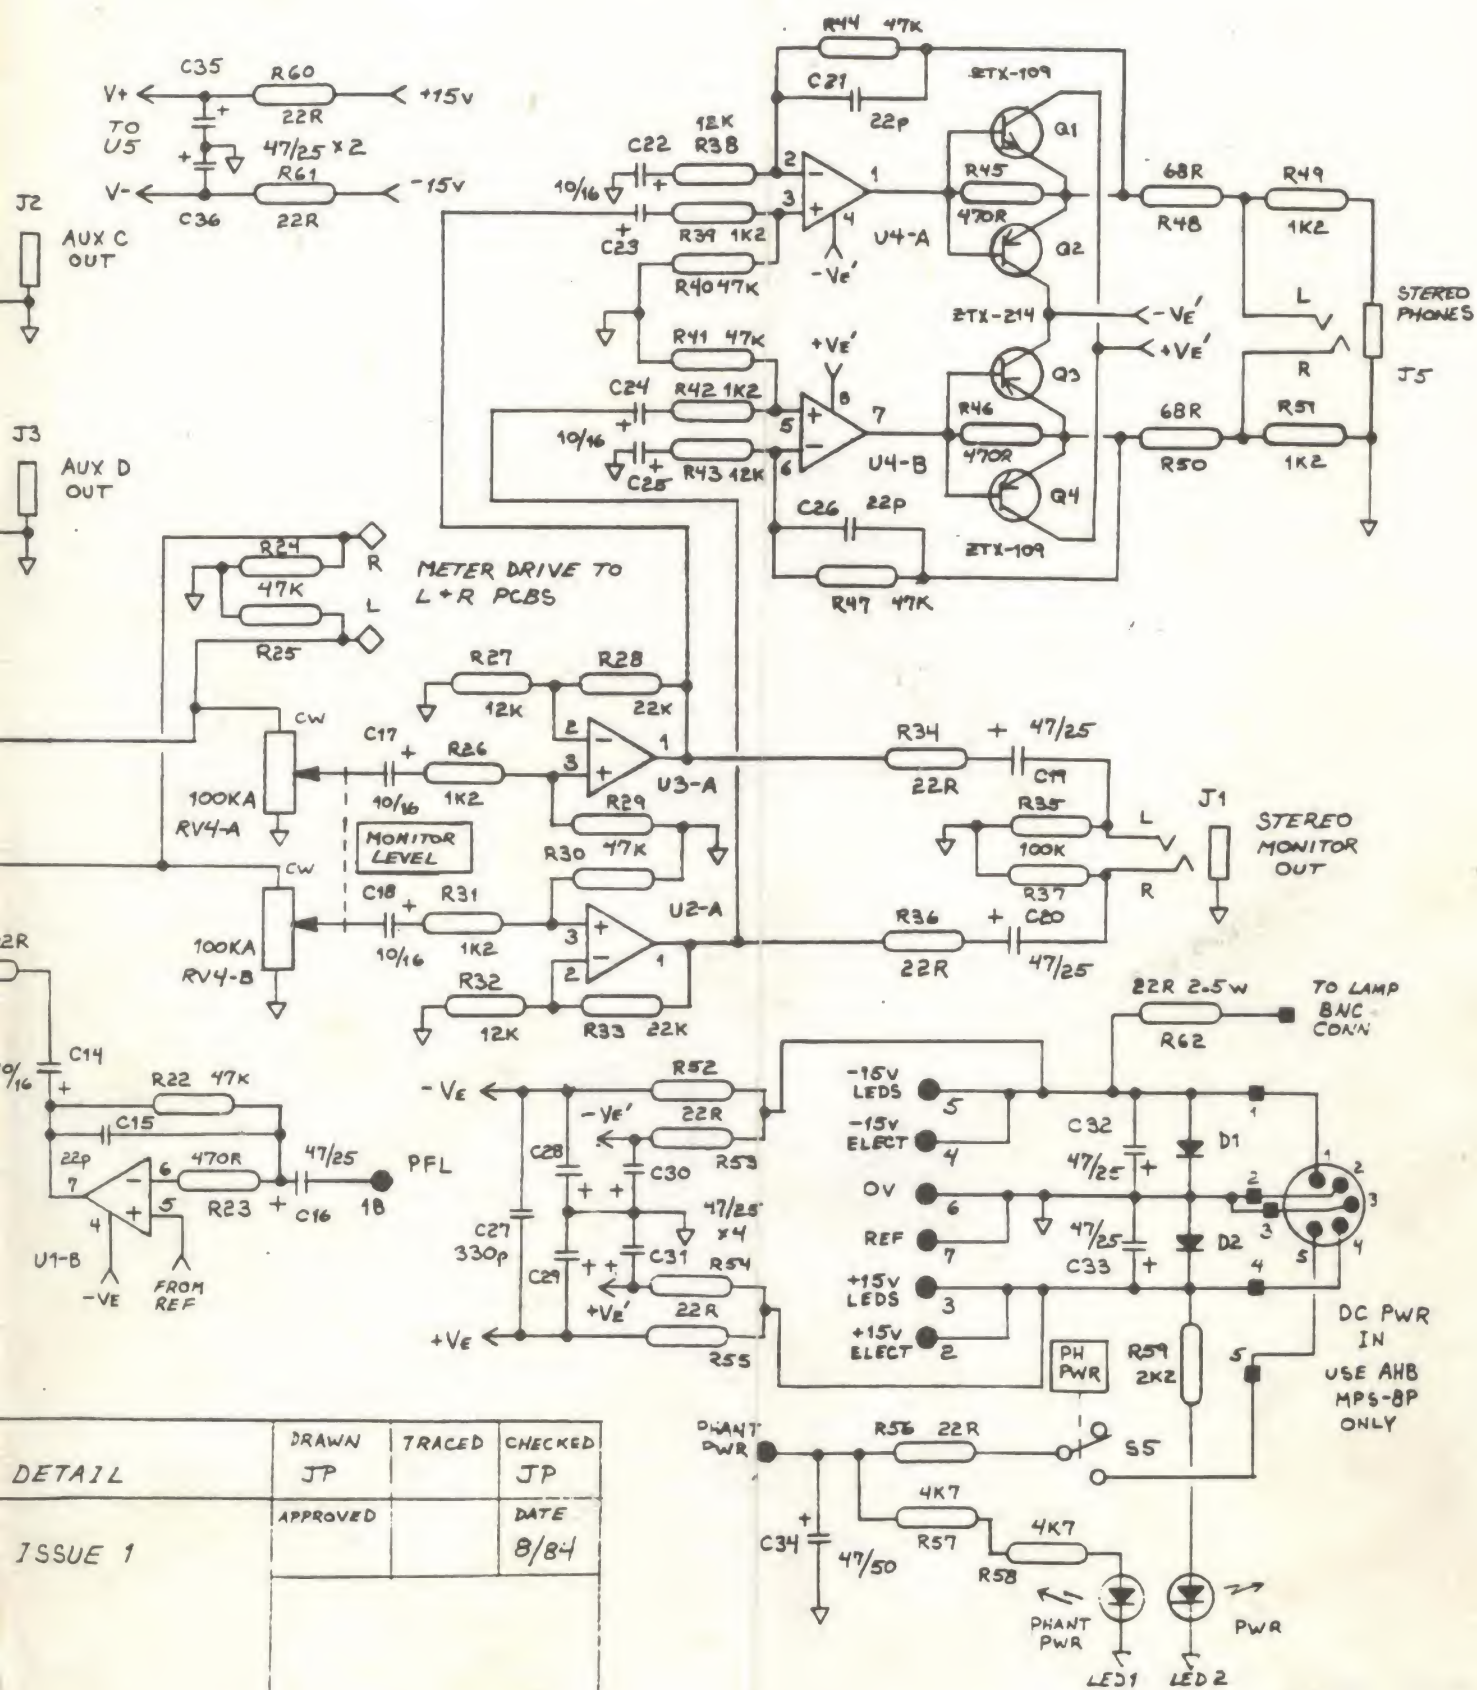 R44 47K
C35 R60
V+ +15V
22R
TO
U5
47/25 x2
R61
V- -15V
C36 22R
C21
22P
ZTX-109
12K
C22 R38
10/16
2 1
3
4
C23 R39 1K2
U4-A
-VE'
R40 47K
Q1
R45
470R
Q2
68R
R48
R49
1K2
J2
AUX C
OUT
ZTX-214
-VE'
+VE'
L
R
STEREO
PHONES
J5
R41 47K
+VE'
C24 R42 1K2
8
5 7
6
10/16
C25 R43 12K
U4-B
Q3
R46
470R
Q4
68R
R50
R51
1K2
C26 22P
ZTX-109
R47 47K
J3
AUX D
OUT
R24
R
47K
L
R25
METER DRIVE TO
L+R PCBS
R27 R28
12K 22K
CW
C17 R26
2 1
3
U3-A
100KA
RV4-A
10/16 1K2
R29
47K
R30
MONITOR
LEVEL
R34 + 47/25
22R C19
R35
100K
L
R37
R
J1
STEREO
MONITOR
OUT
CW
C18 R31
U2-A
3
2 1
100KA
RV4-B
10/16 1K2
R32
12K R33 22K
R36 + C20
22R 47/25
22R
C14
10/16
R22 47K
C15
22P
7 6
470R
47/25
PFL
18
5
4
R23 + C16
U1-B
-VE
FROM
REF
-VE
R52
22R
-VE'
R53
C28 C30
47/25
x4
C27
330p
C29 C31
R54
+VE'
22R
+VE
R55
22R 2.5W
R62
TO LAMP
BNC
CONN
-15V
LEDS
5
-15V
ELECT
4
0V
6
REF
7
+15V
LEDS
3
+15V
ELECT
2
C32
47/25
D1
47/25
C33
D2
1
2
3
4
5
1
2
3
4
5
DC PWR
IN
USE AHB
MPS-8P
ONLY
PH
PWR
R59
2K2
PHANT
PWR
R56 22R
S5
4K7
R57
C34
47/50
4K7
R58
PHANT
PWR
PWR
LED1 LED2
DETAIL
DRAWN
JP
TRACED
CHECKED
JP
APPROVED
DATE
8/84
ISSUE 1